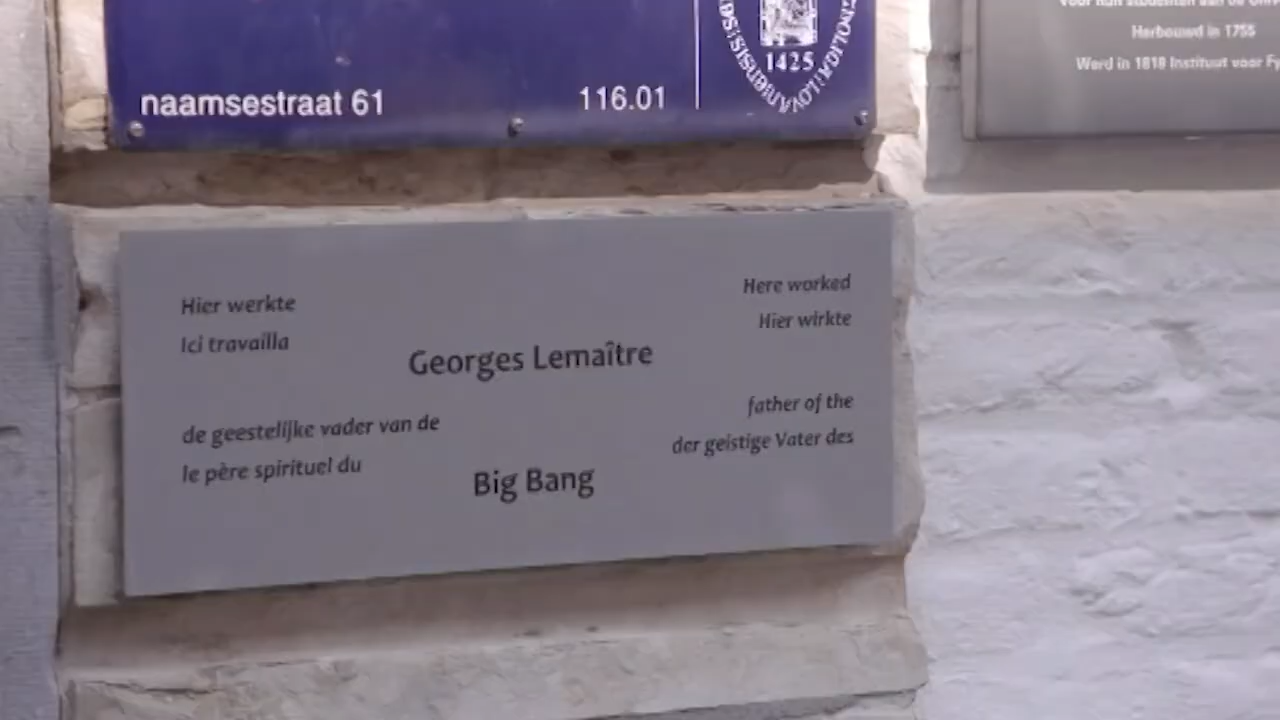 1425
naamsestraat 61
116.01
Herbouwd in 1755
Werd in 1818 Instituut voor
Hier werkte
Ici travailla
Here worked
Hier wirkte
Georges Lemaître
de geestelijke vader van de
le père spirituel du
father of the
der geistige Vater des
Big Bang